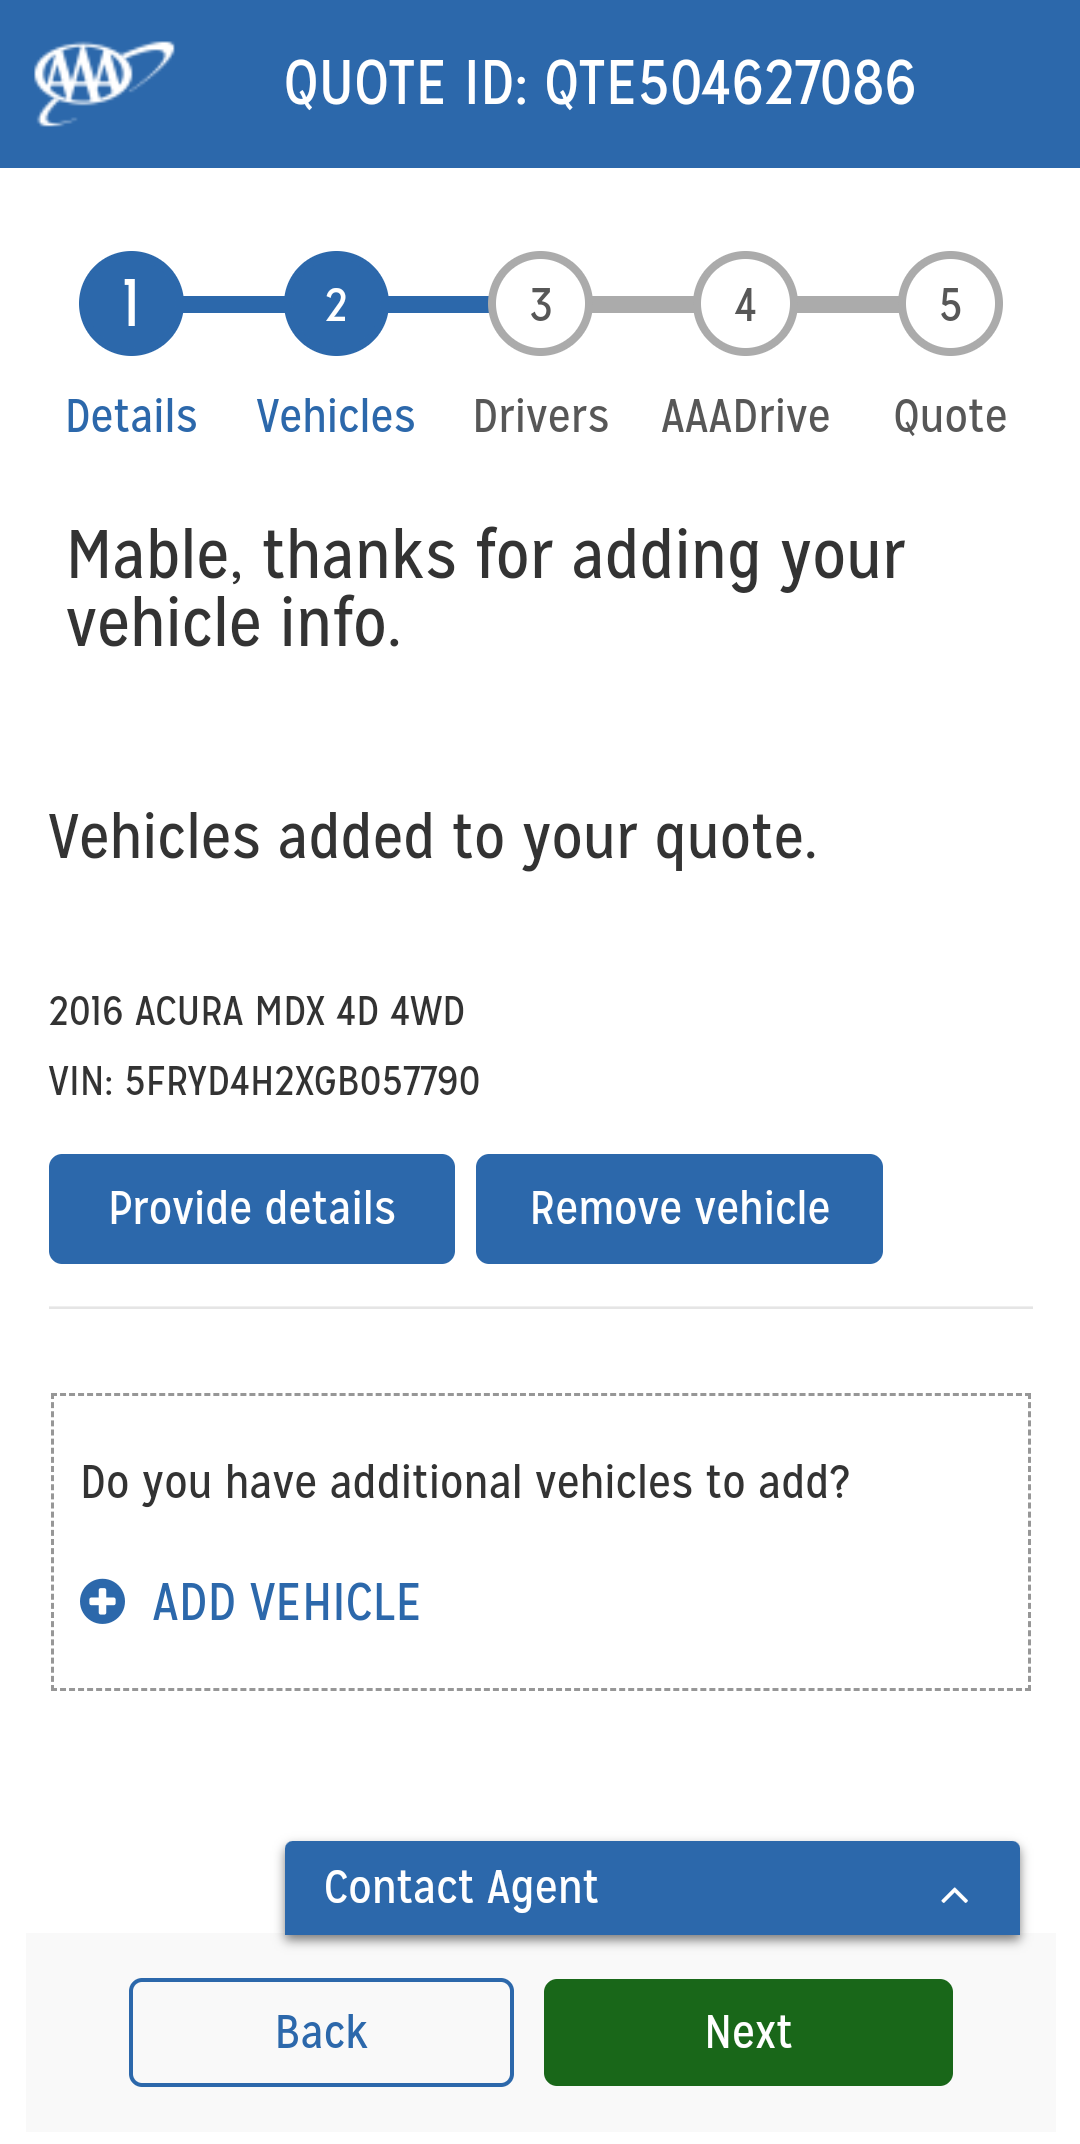 AAA
QUOTE ID: QTE504627086
1
2
3
4
5
Details
Vehicles
Drivers
AAADrive
Quote
Mable, thanks for adding your
vehicle info.
Vehicles added to your quote.
2016 ACURA MDX 4D 4WD
VIN: 5FRYD4H2XGB057790
Provide details
Remove vehicle
Do you have additional vehicles to add?
ADD VEHICLE
Contact Agent
Back
Next